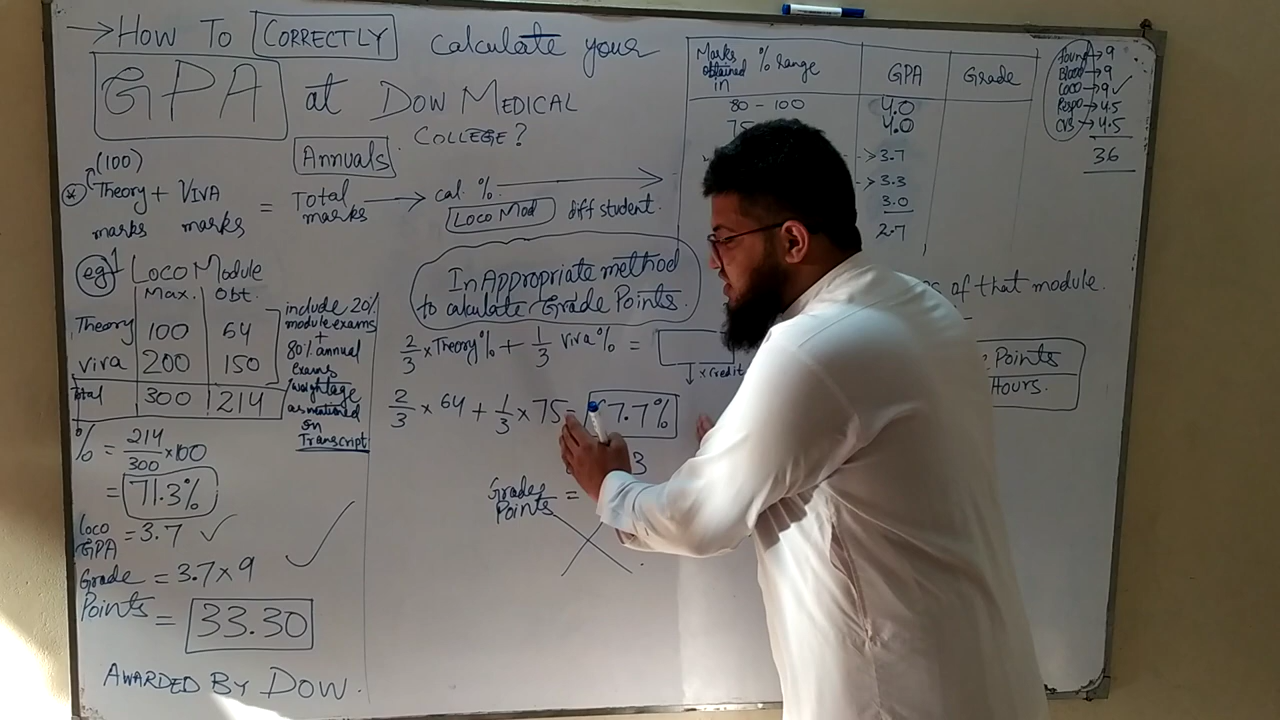 →HOW TO CORRECTLY calculate your
GPA at DOW MEDICAL
COLLEGE?
Annuals
(100)
* Theory + VIVA = Total → cal. % →
marks marks marks
Loco Mod diff student.
eg 1 LOCO Module
Max. Obt.
Theory 100 64
viva 200 150
Total 300 214
include 20%
module exams
+
80% annual
exams
weightage
on
Transcript
% = 214/300 × 100
= 71.3%
Loco GPA = 3.7 ✓
Grade Points = 3.7 × 9
= 33.30
AWARDED BY DOW.
InAppropriate method
to calculate Grade Points.
2/3 × Theory% + 1/3 viva% =
↓ × credit
2/3 × 64 + 1/3 × 75 = 7.7%
3
Grade Points =
Marks obtained in % range GPA Grade
80 - 100 4.0
75 4.0
→ 3.7
→ 3.3
3.0
2.7
of that module.
Points
Hours.
Found → 9
Blood → 9
Loco → 9 ✓
Respo → 4.5
CVS → 4.5
36